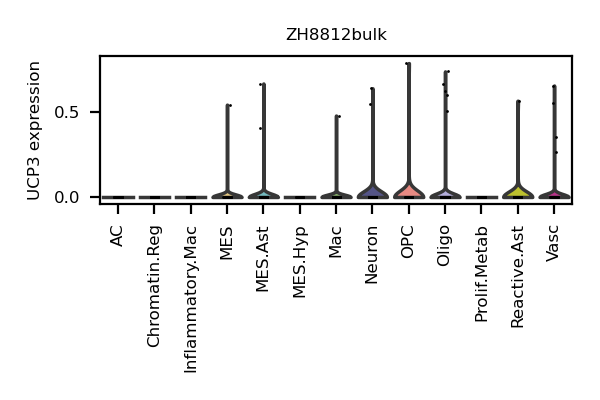 ZH8812bulk
UCP3 expression
0.5
0.0
AC
Chromatin.Reg
Inflammatory.Mac
MES
MES.Ast
MES.Hyp
Mac
Neuron
OPC
Oligo
Prolif.Metab
Reactive.Ast
Vasc